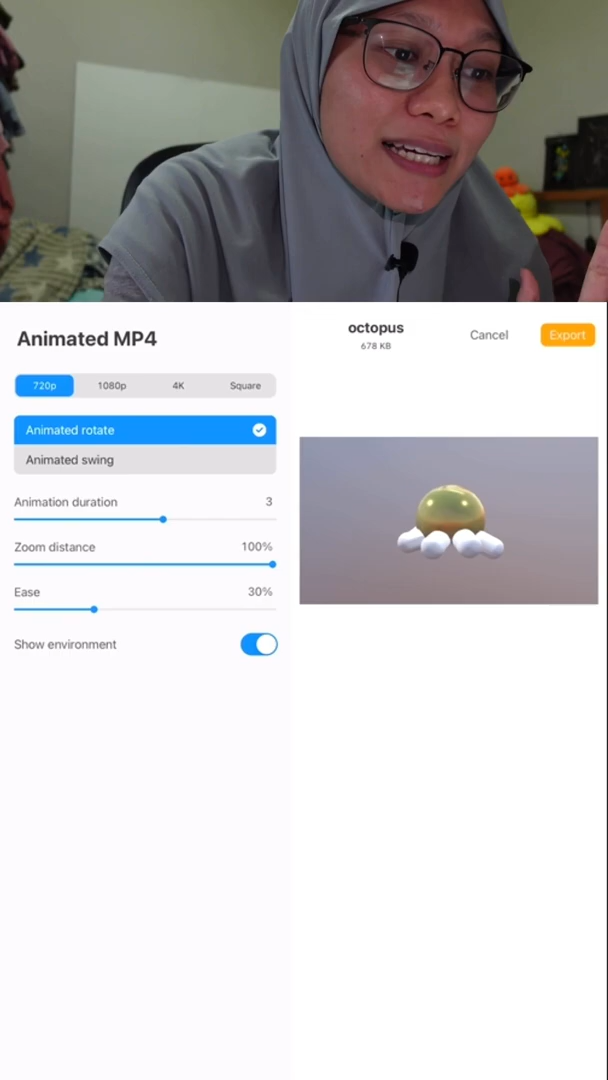 Animated MP4
720p 1080p 4K Square
Animated rotate
Animated swing
Animation duration 3
Zoom distance 100%
Ease 30%
Show environment
octopus
678 KB
Cancel
Export